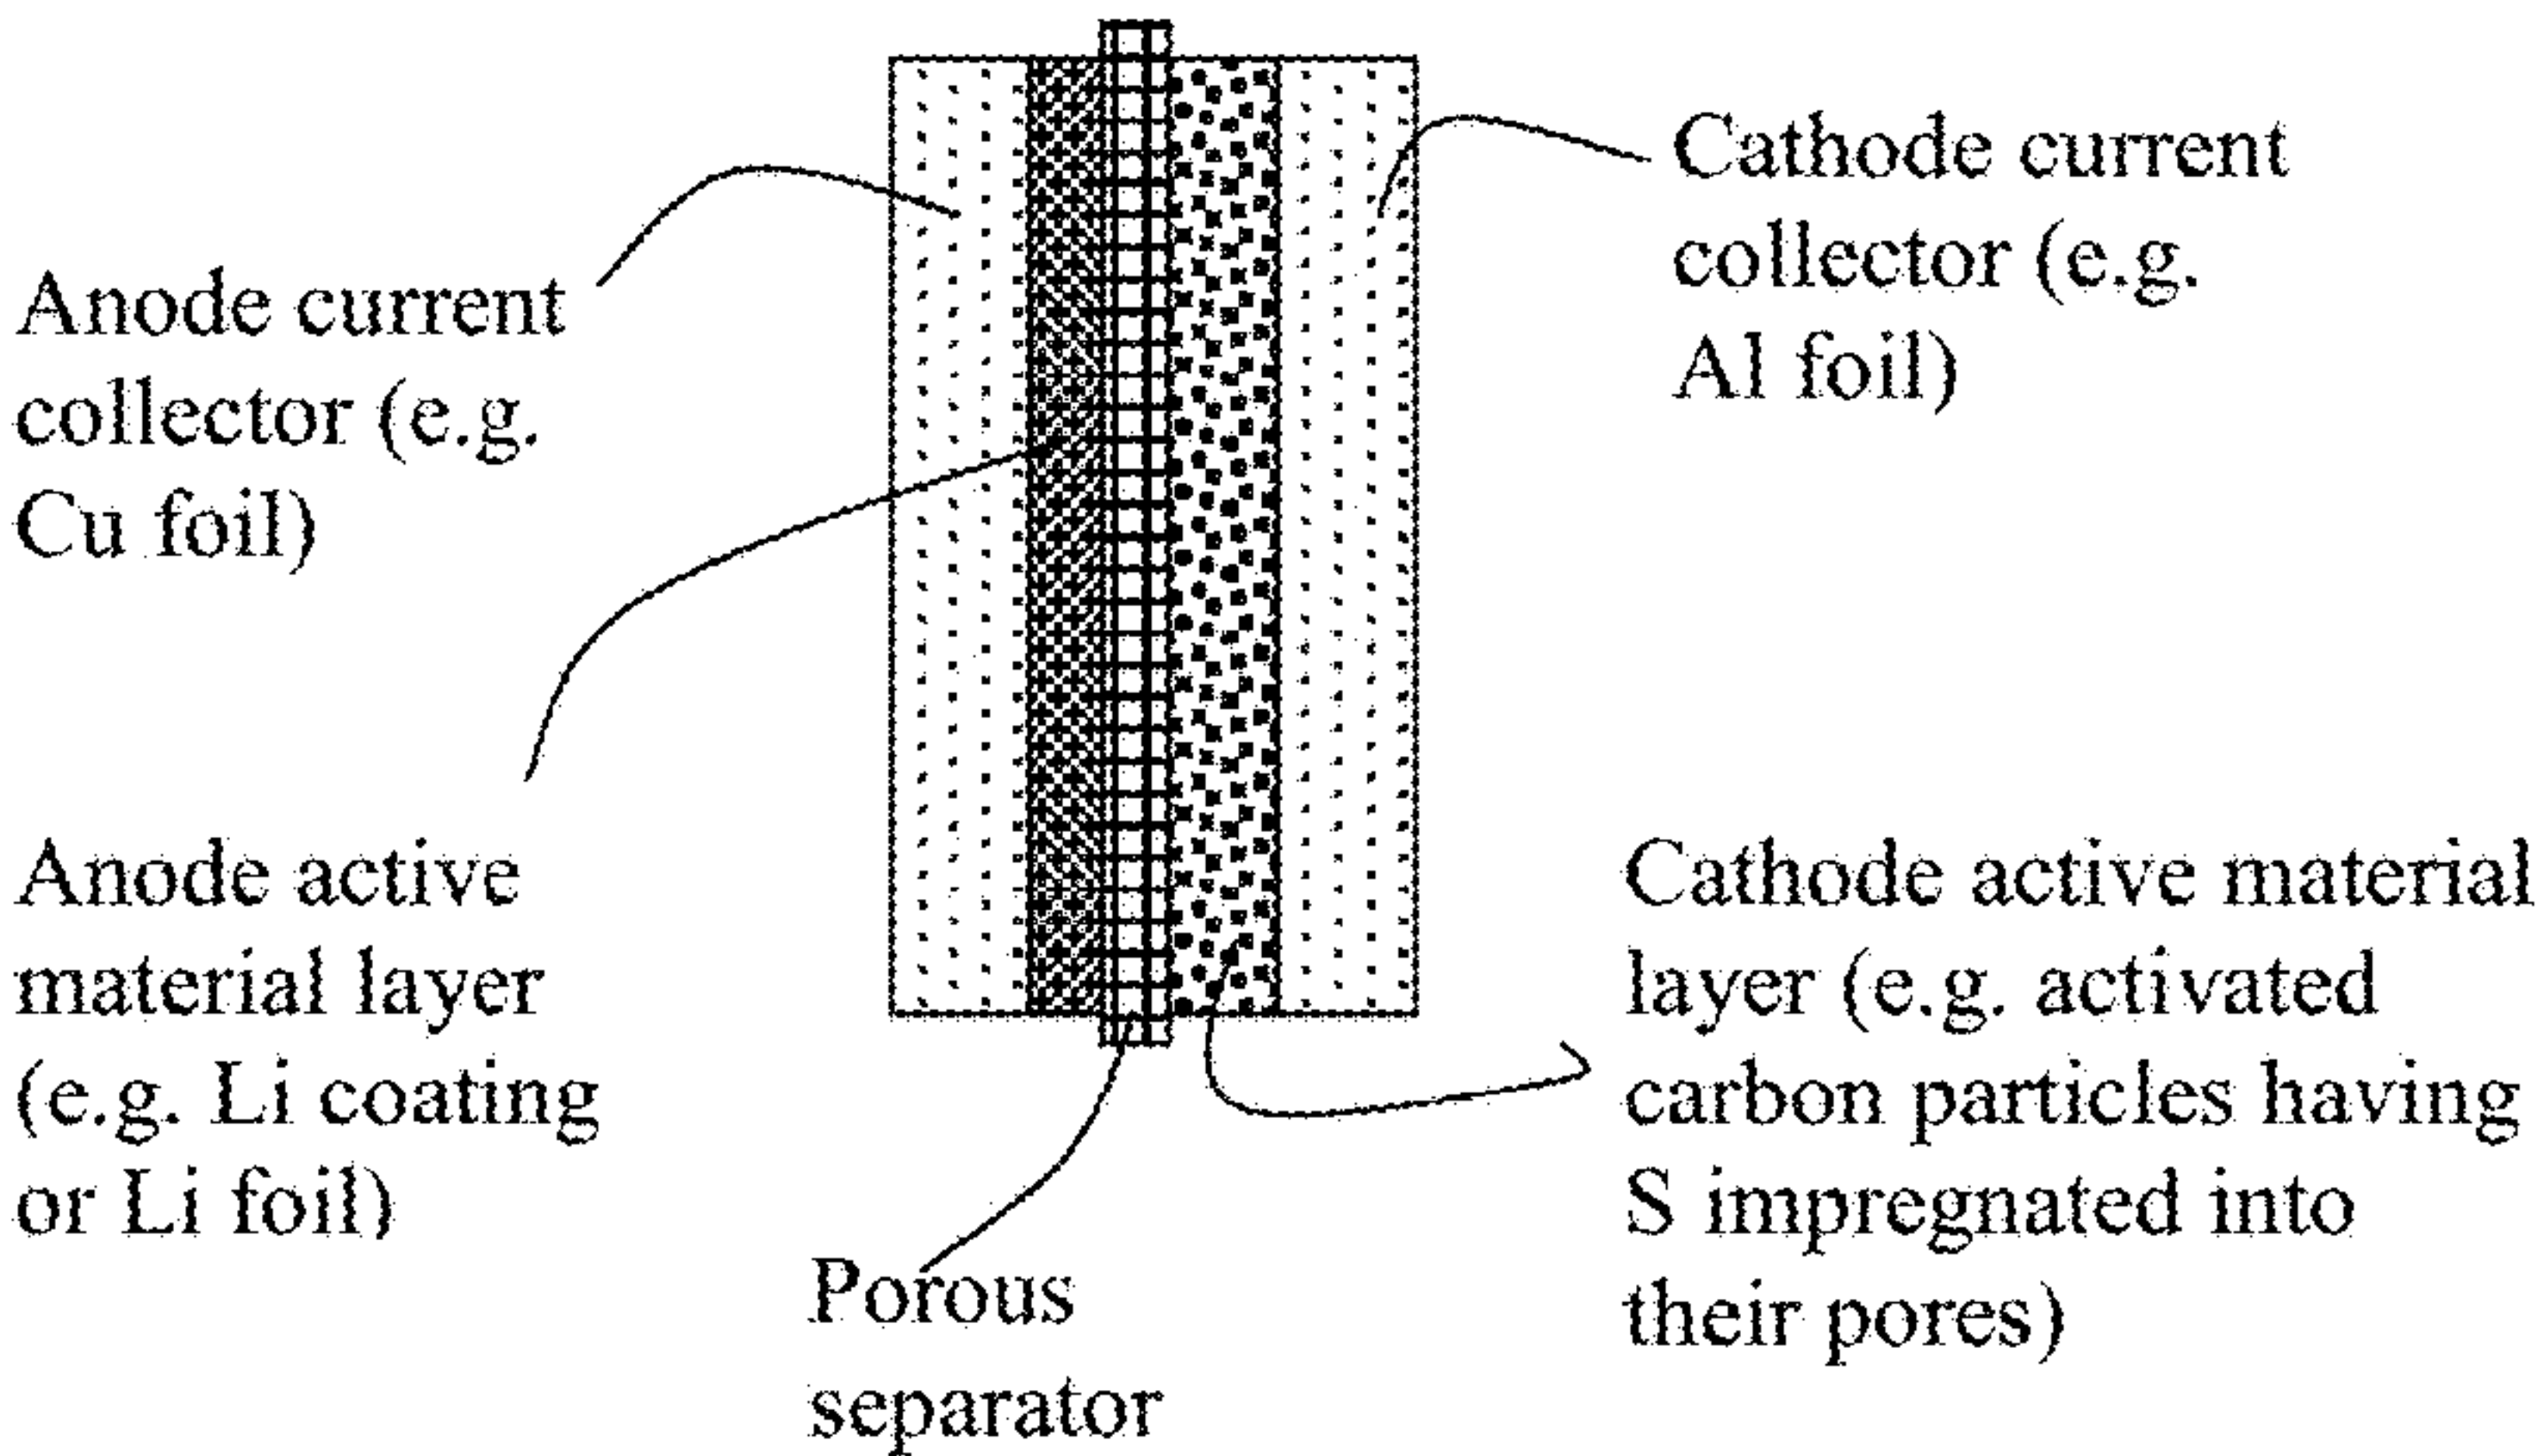 Anode current
collector (e.g.
Cu foil)
Cathode current
collector (e.g.
Al foil)
Anode active
material layer
(e.g. Li coating
or Li foil)
Cathode active material
layer (e.g. activated
carbon particles having
S impregnated into
their pores)
Porous
separator